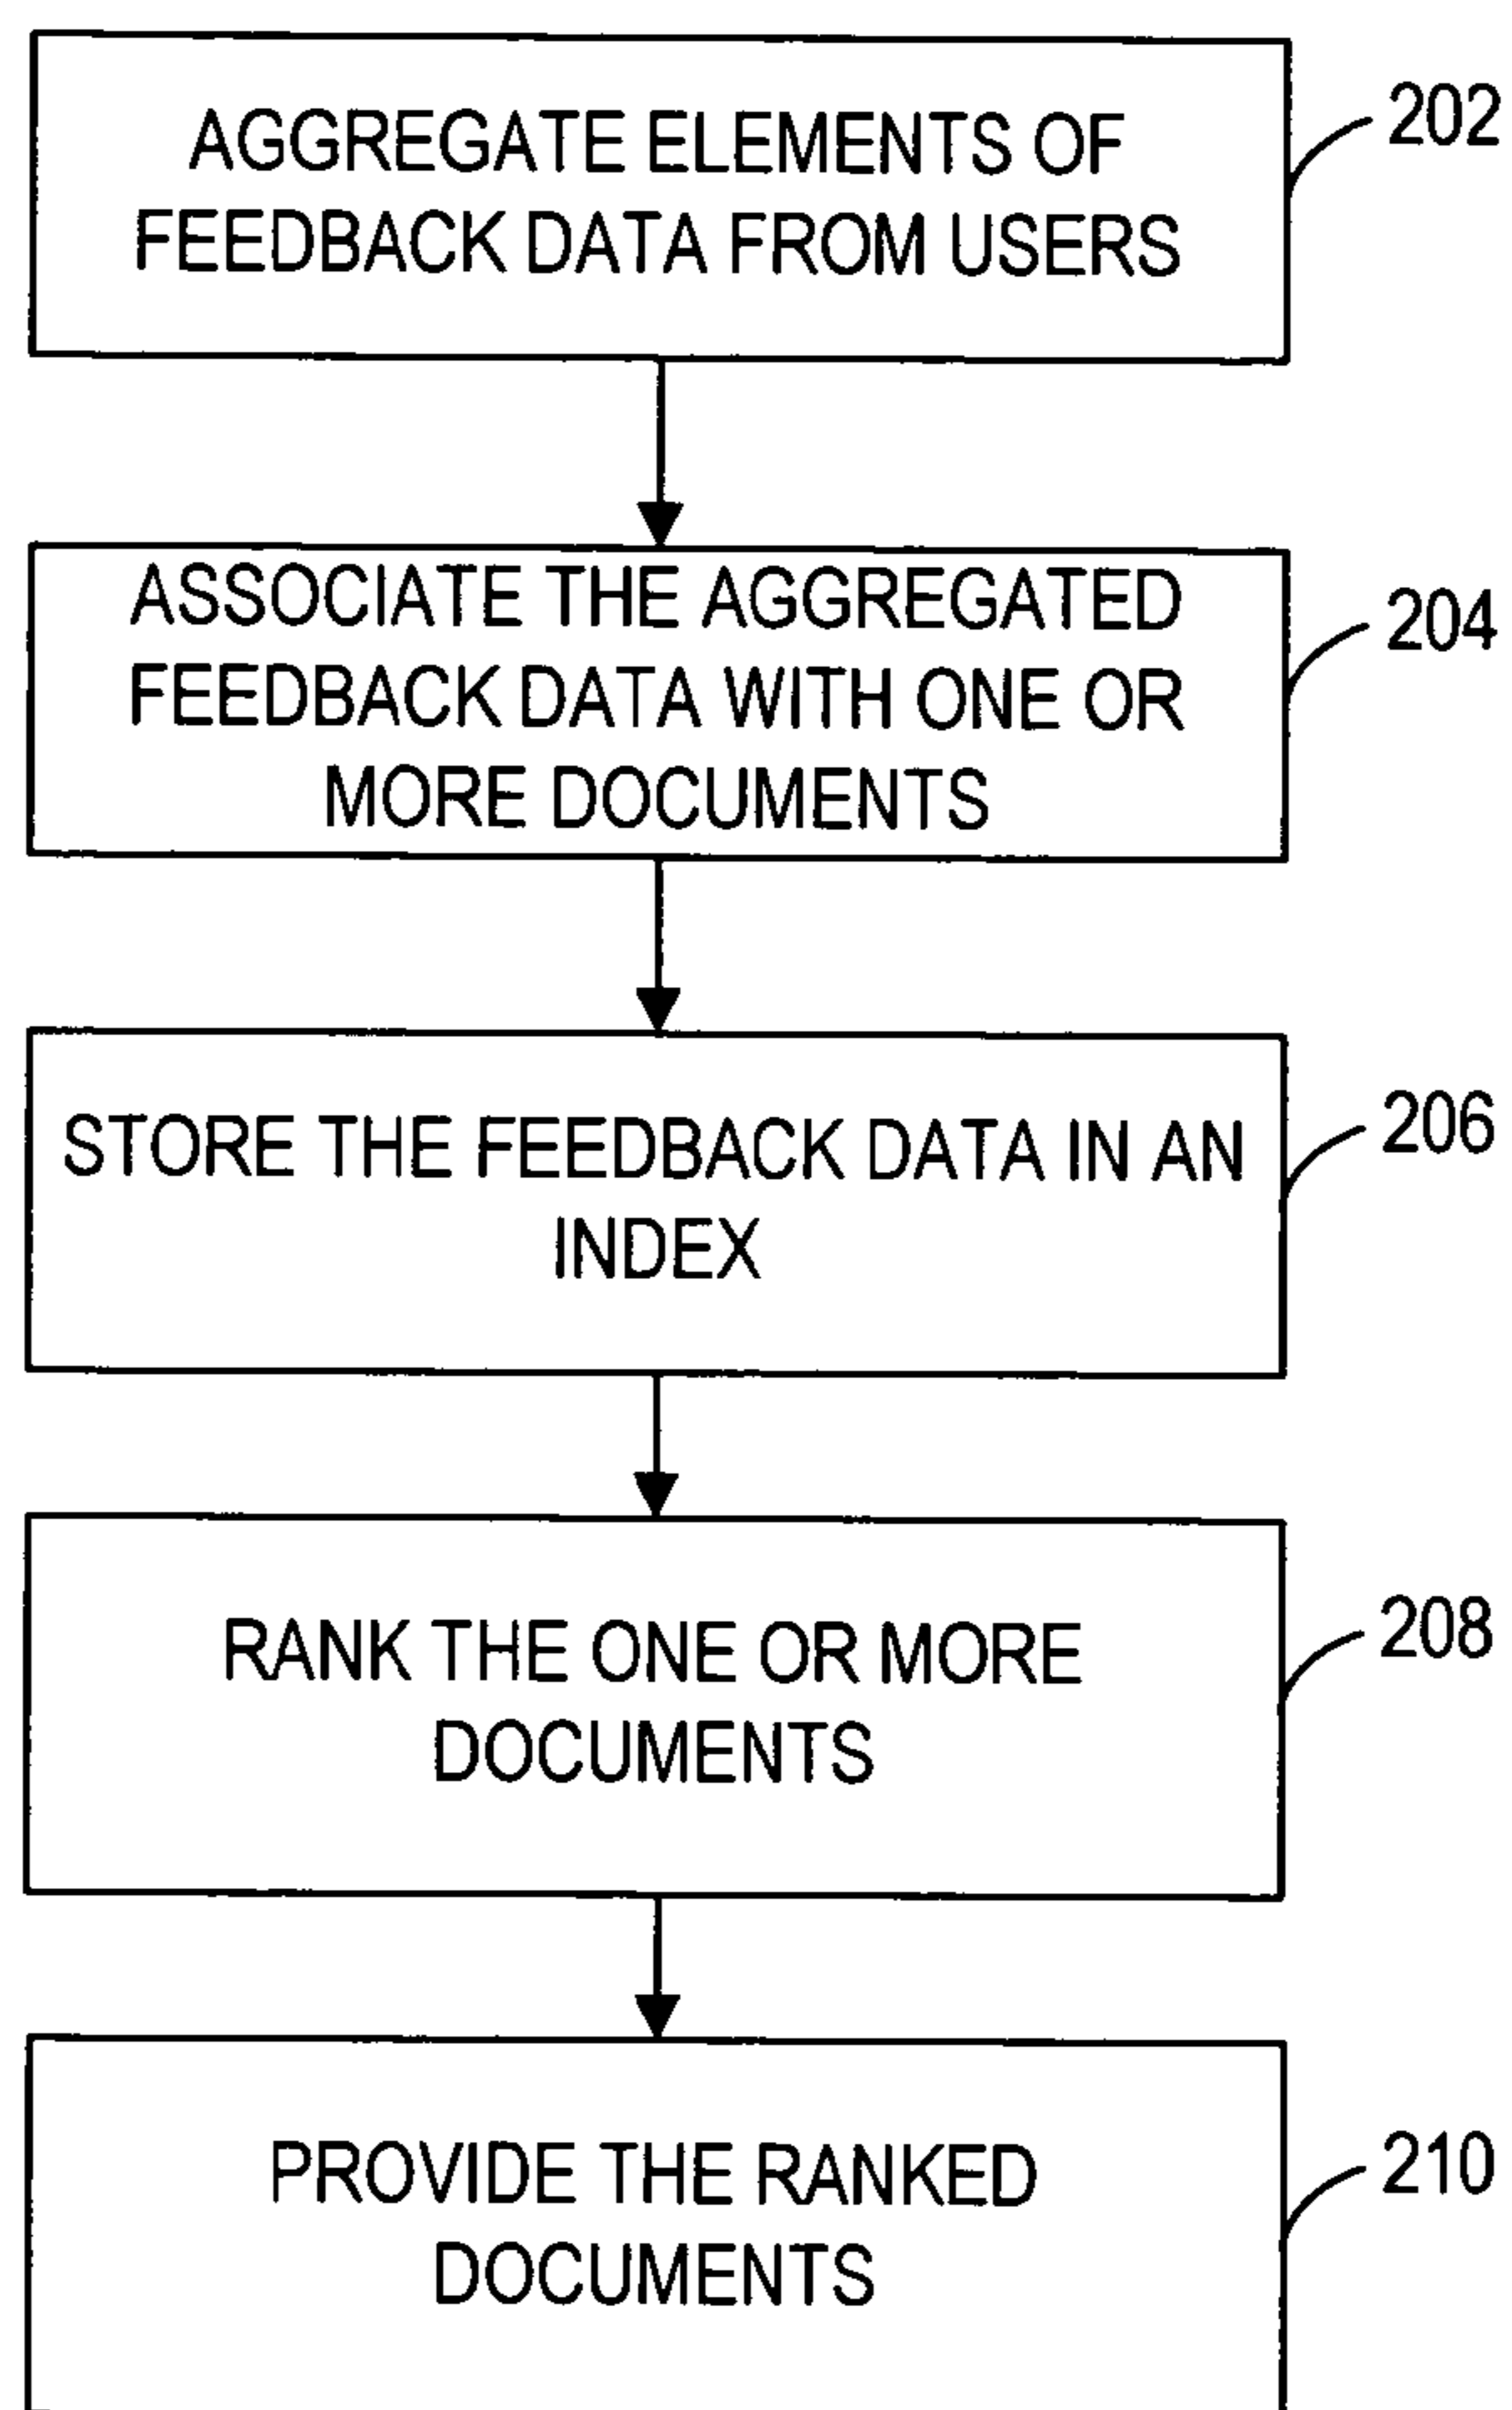 AGGREGATE ELEMENTS OF
FEEDBACK DATA FROM USERS
202
ASSOCIATE THE AGGREGATED
FEEDBACK DATA WITH ONE OR
MORE DOCUMENTS
204
STORE THE FEEDBACK DATA IN AN
INDEX
206
RANK THE ONE OR MORE
DOCUMENTS
208
PROVIDE THE RANKED
DOCUMENTS
210